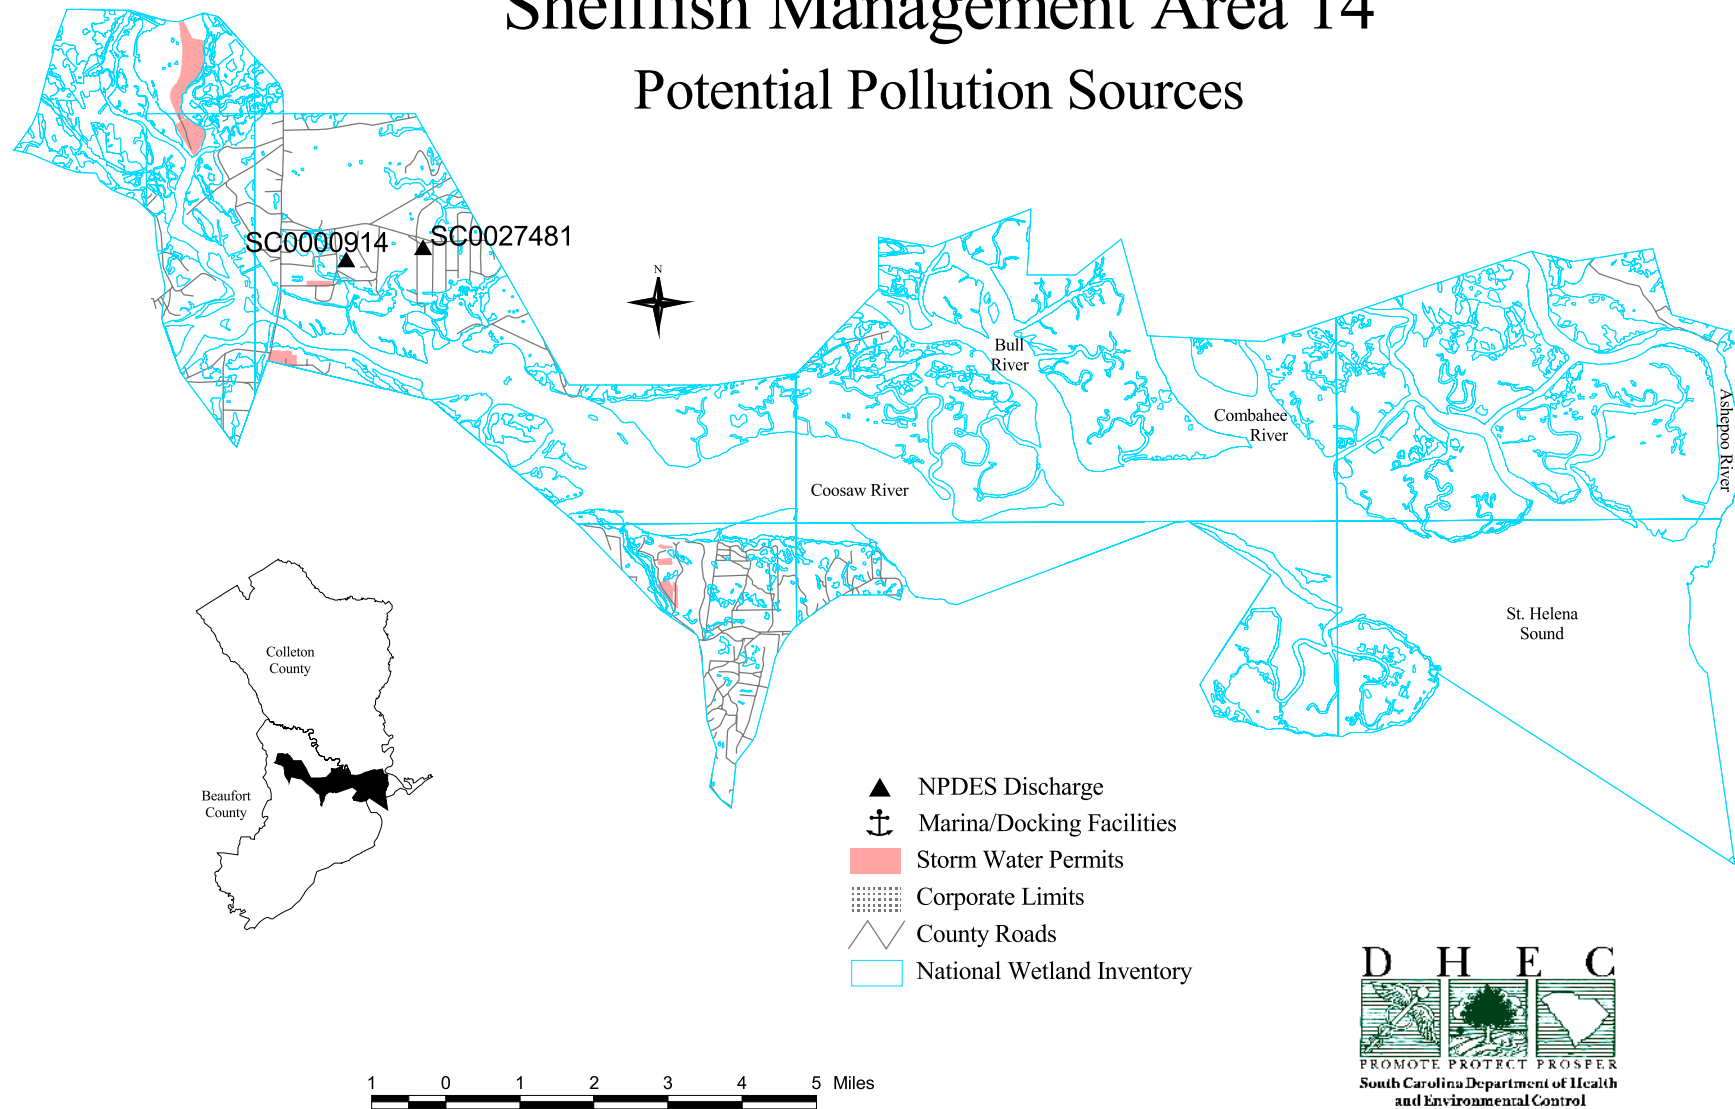 Shellfish Management Area 14
Potential Pollution Sources
SC0000914
SC0027481
N
Bull
River
Combahee
River
Ashepoo River
Coosaw River
St. Helena
Sound
Colleton
County
Beaufort
County
NPDES Discharge
Marina/Docking Facilities
Storm Water Permits
Corporate Limits
County Roads
National Wetland Inventory
1 0 1 2 3 4 5 Miles
D H E C
PROMOTE PROTECT PROSPER
South Carolina Department of Health
and Environmental Control